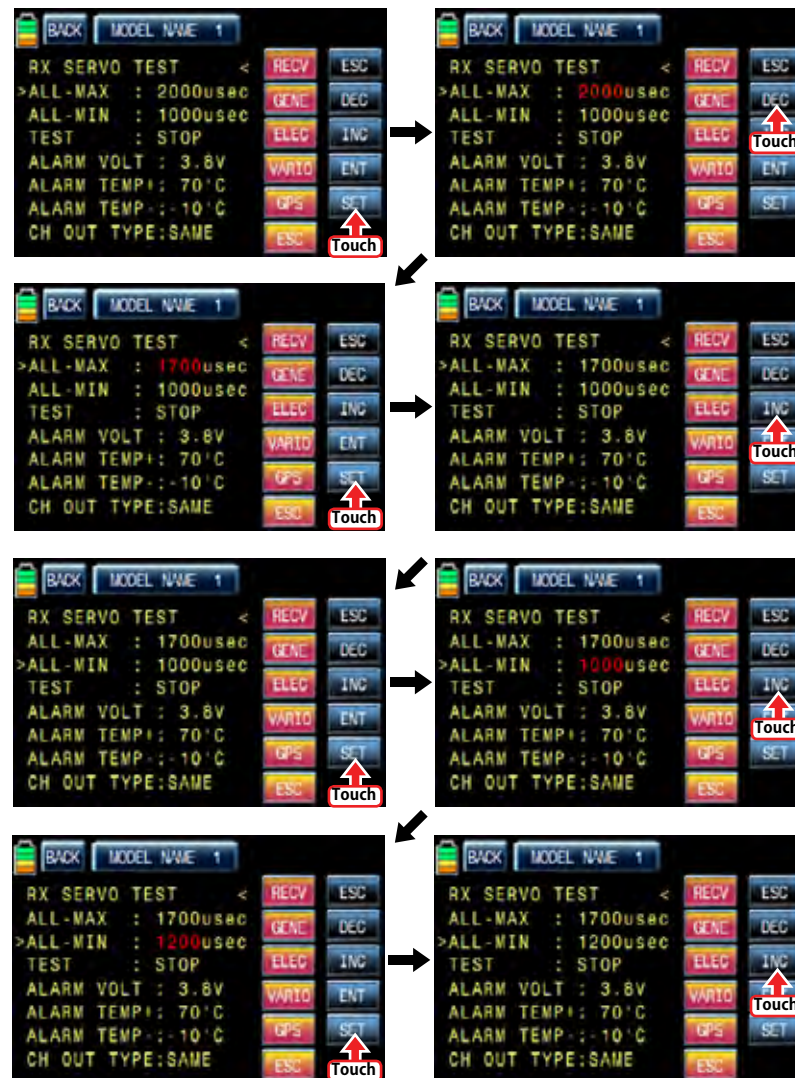 BACK MODEL NAME 1
RX SERVO TEST < RECV ESC
>ALL-MAX : 2000usec GENE DEC
ALL-MIN : 1000usec
TEST : STOP ELEC INC
ALARM VOLT : 3.8V VARIO ENT
ALARM TEMP+: 70'C
ALARM TEMP-:-10'C GPS SET
CH OUT TYPE:SAME ESC
Touch
BACK MODEL NAME 1
RX SERVO TEST < RECV ESC
>ALL-MAX : 2000usec GENE DEC
ALL-MIN : 1000usec
TEST : STOP ELEC
Touch
ALARM VOLT : 3.8V VARIO ENT
ALARM TEMP+: 70'C
ALARM TEMP-:-10'C GPS SET
CH OUT TYPE:SAME ESC
BACK MODEL NAME 1
RX SERVO TEST < RECV ESC
>ALL-MAX : 1700usec GENE DEC
ALL-MIN : 1000usec
TEST : STOP ELEC INC
ALARM VOLT : 3.8V VARIO ENT
ALARM TEMP+: 70'C
ALARM TEMP-:-10'C GPS SET
CH OUT TYPE:SAME ESC
Touch
BACK MODEL NAME 1
RX SERVO TEST < RECV ESC
>ALL-MAX : 1700usec GENE DEC
ALL-MIN : 1000usec
TEST : STOP ELEC INC
ALARM VOLT : 3.8V VARIO
Touch
ALARM TEMP+: 70'C
ALARM TEMP-:-10'C GPS SET
CH OUT TYPE:SAME ESC
BACK MODEL NAME 1
RX SERVO TEST < RECV ESC
ALL-MAX : 1700usec GENE DEC
>ALL-MIN : 1000usec
TEST : STOP ELEC INC
ALARM VOLT : 3.8V VARIO ENT
ALARM TEMP+: 70'C
ALARM TEMP-:-10'C GPS SET
CH OUT TYPE:SAME ESC
Touch
BACK MODEL NAME 1
RX SERVO TEST < RECV ESC
ALL-MAX : 1700usec GENE DEC
>ALL-MIN : 1000usec
TEST : STOP ELEC INC
ALARM VOLT : 3.8V VARIO
Touch
ALARM TEMP+: 70'C
ALARM TEMP-:-10'C GPS SET
CH OUT TYPE:SAME ESC
BACK MODEL NAME 1
RX SERVO TEST < RECV ESC
ALL-MAX : 1700usec GENE DEC
>ALL-MIN : 1200usec
TEST : STOP ELEC INC
ALARM VOLT : 3.8V VARIO ENT
ALARM TEMP+: 70'C
ALARM TEMP-:-10'C GPS SET
CH OUT TYPE:SAME ESC
Touch
BACK MODEL NAME 1
RX SERVO TEST < RECV ESC
ALL-MAX : 1700usec GENE DEC
>ALL-MIN : 1200usec
TEST : STOP ELEC INC
ALARM VOLT : 3.8V VARIO
Touch
ALARM TEMP+: 70'C
ALARM TEMP-:-10'C GPS SET
CH OUT TYPE:SAME ESC